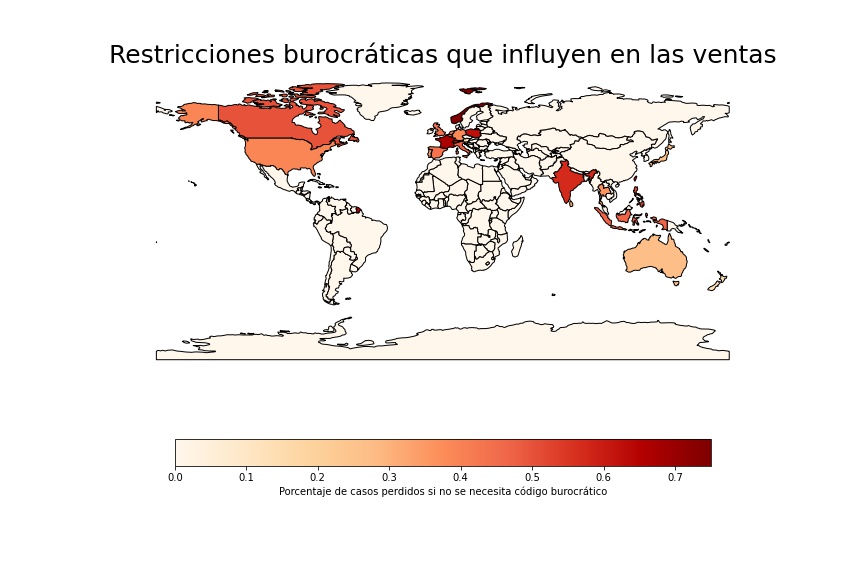 Restricciones burocráticas que influyen en las ventas
0.0 0.1 0.2 0.3 0.4 0.5 0.6 0.7
Porcentaje de casos perdidos si no se necesita código burocrático